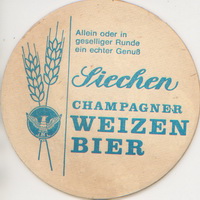 Allein oder in
geselliger Runde
ein echter Genuß
Siechen
CHAMPAGNER
WEIZEN
BIER